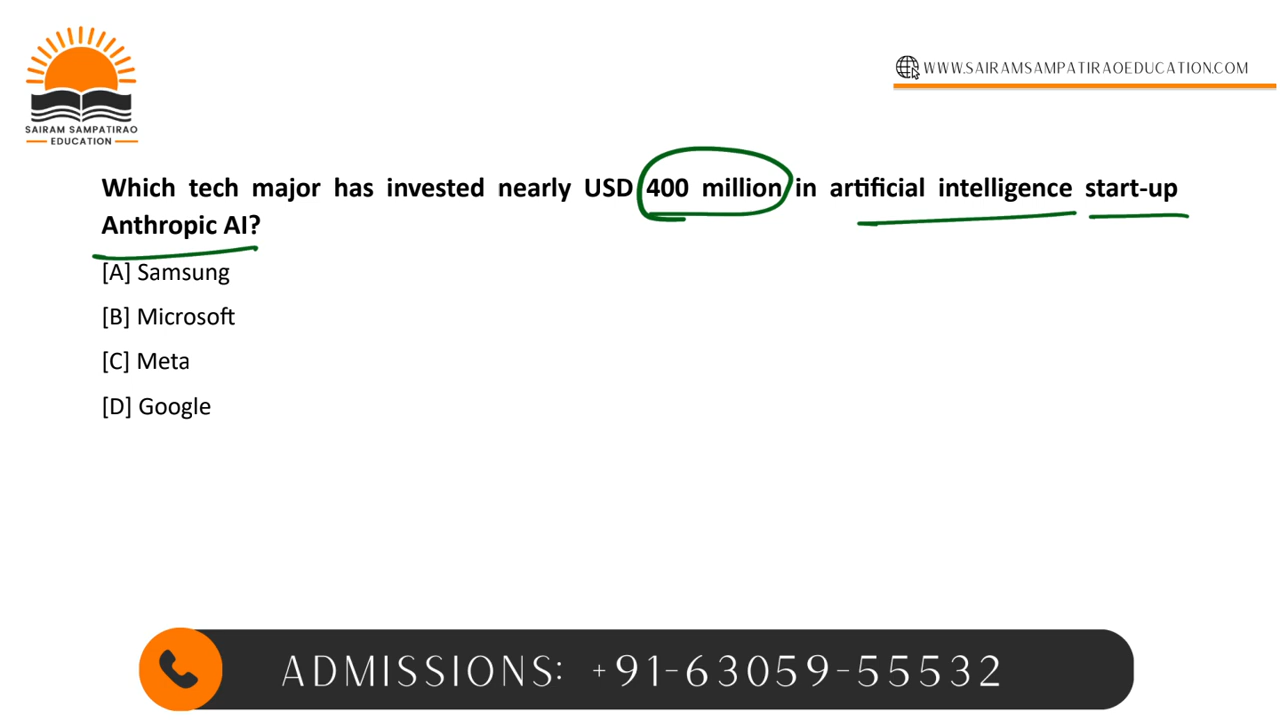 SAIRAM SAMPATIRAO
EDUCATION
WWW.SAIRAMSAMPATIRAOEDUCATION.COM
Which tech major has invested nearly USD 400 million in artificial intelligence start-up
Anthropic AI?
[A] Samsung
[B] Microsoft
[C] Meta
[D] Google
ADMISSIONS: +91-63059-55532